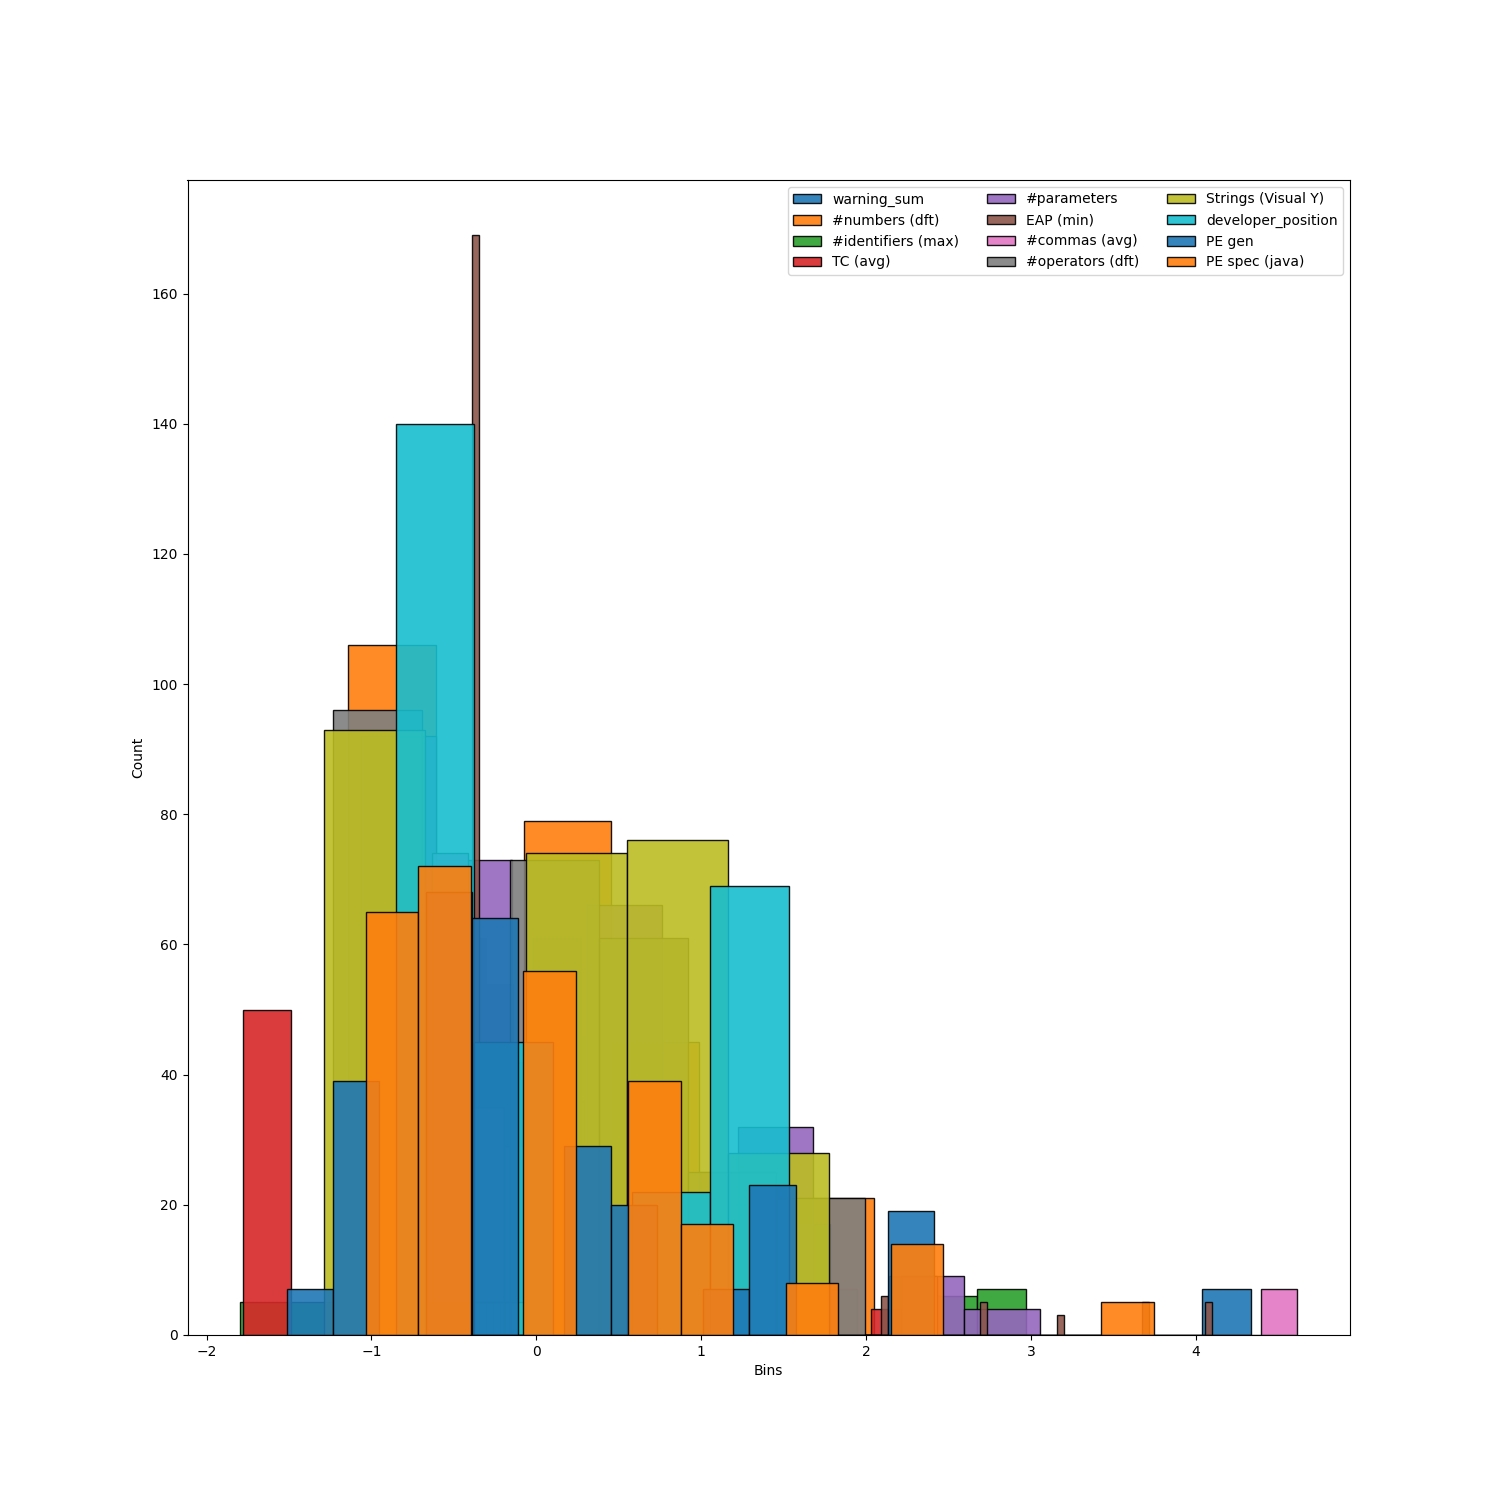 warning_sum
#numbers (dft)
#identifiers (max)
TC (avg)
#parameters
EAP (min)
#commas (avg)
#operators (dft)
Strings (Visual Y)
developer_position
PE gen
PE spec (java)
160
140
120
100
80
60
40
20
0
Count
−2 −1 0 1 2 3 4
Bins